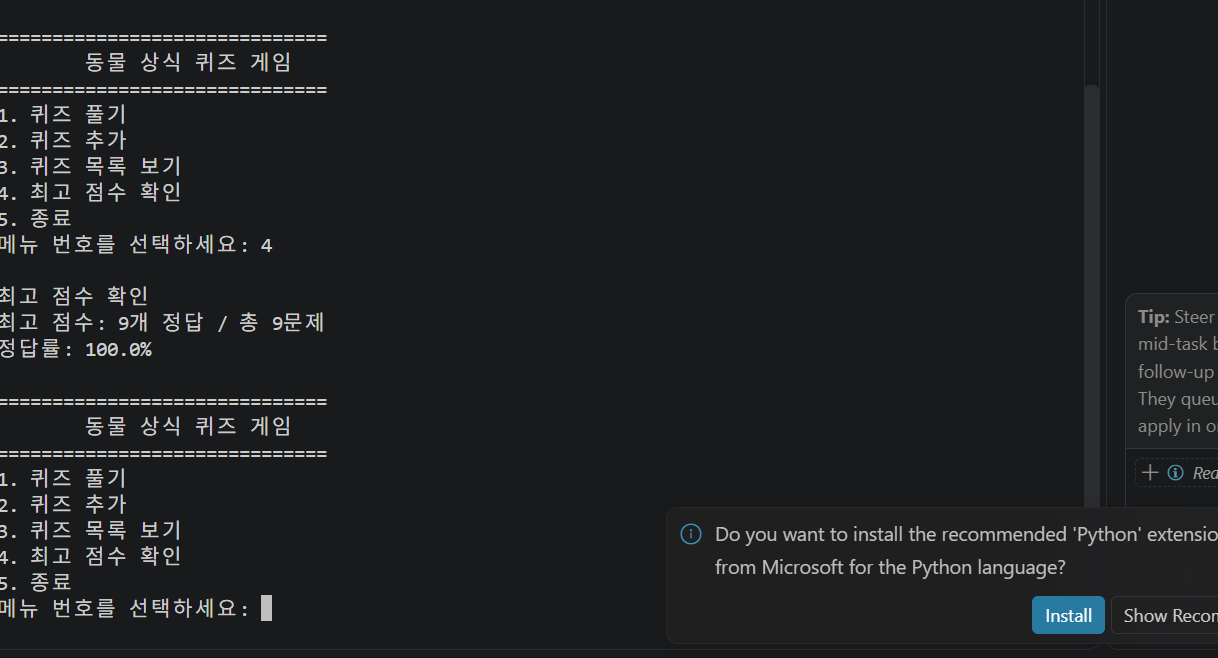 ==============================
동물 상식 퀴즈 게임
==============================
1. 퀴즈 풀기
2. 퀴즈 추가
3. 퀴즈 목록 보기
4. 최고 점수 확인
5. 종료
메뉴 번호를 선택하세요: 4
최고 점수 확인
최고 점수: 9개 정답 / 총 9문제
정답률: 100.0%
==============================
동물 상식 퀴즈 게임
==============================
1. 퀴즈 풀기
2. 퀴즈 추가
3. 퀴즈 목록 보기
4. 최고 점수 확인
5. 종료
메뉴 번호를 선택하세요:
Tip: Steer
mid-task b
follow-up
They queu
apply in o
Rea
Do you want to install the recommended 'Python' extensio
from Microsoft for the Python language?
Install
Show Recom